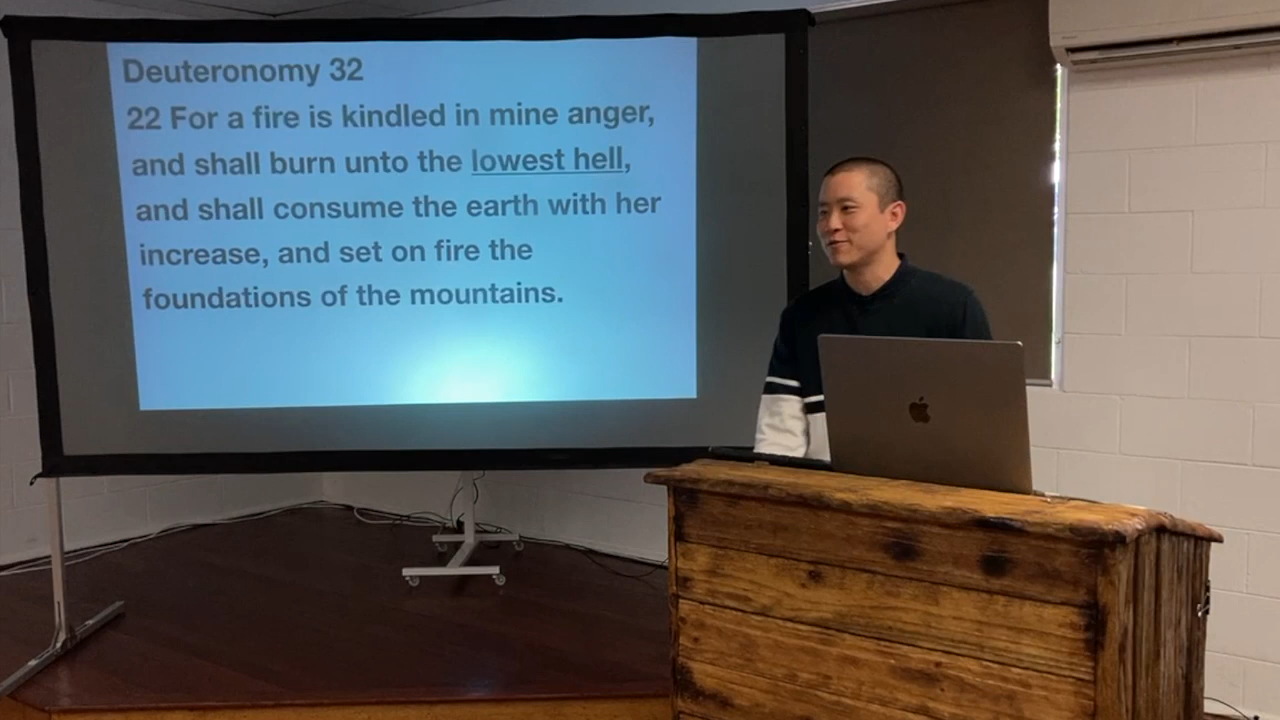 Deuteronomy 32
22 For a fire is kindled in mine anger,
and shall burn unto the lowest hell,
and shall consume the earth with her
increase, and set on fire the
foundations of the mountains.